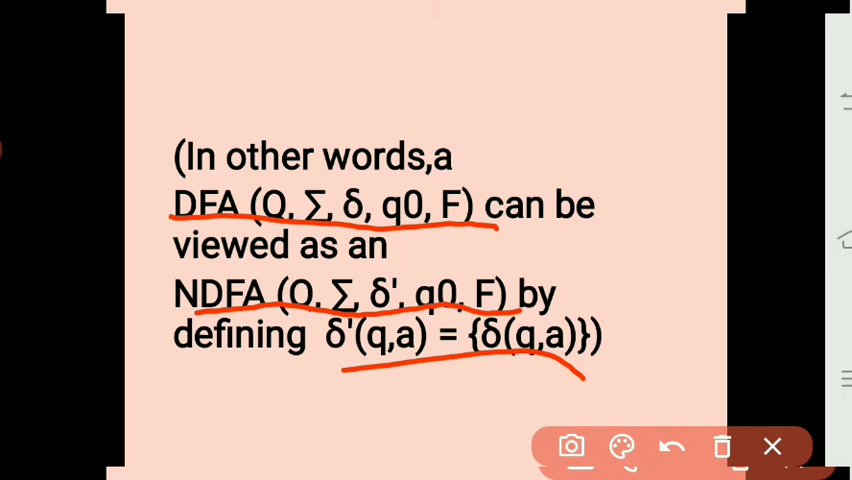 (In other words,a
DFA (Q, Σ, δ, q0, F) can be
viewed as an
NDFA (Q, Σ, δ', q0, F) by
defining δ'(q,a) = {δ(q,a)})